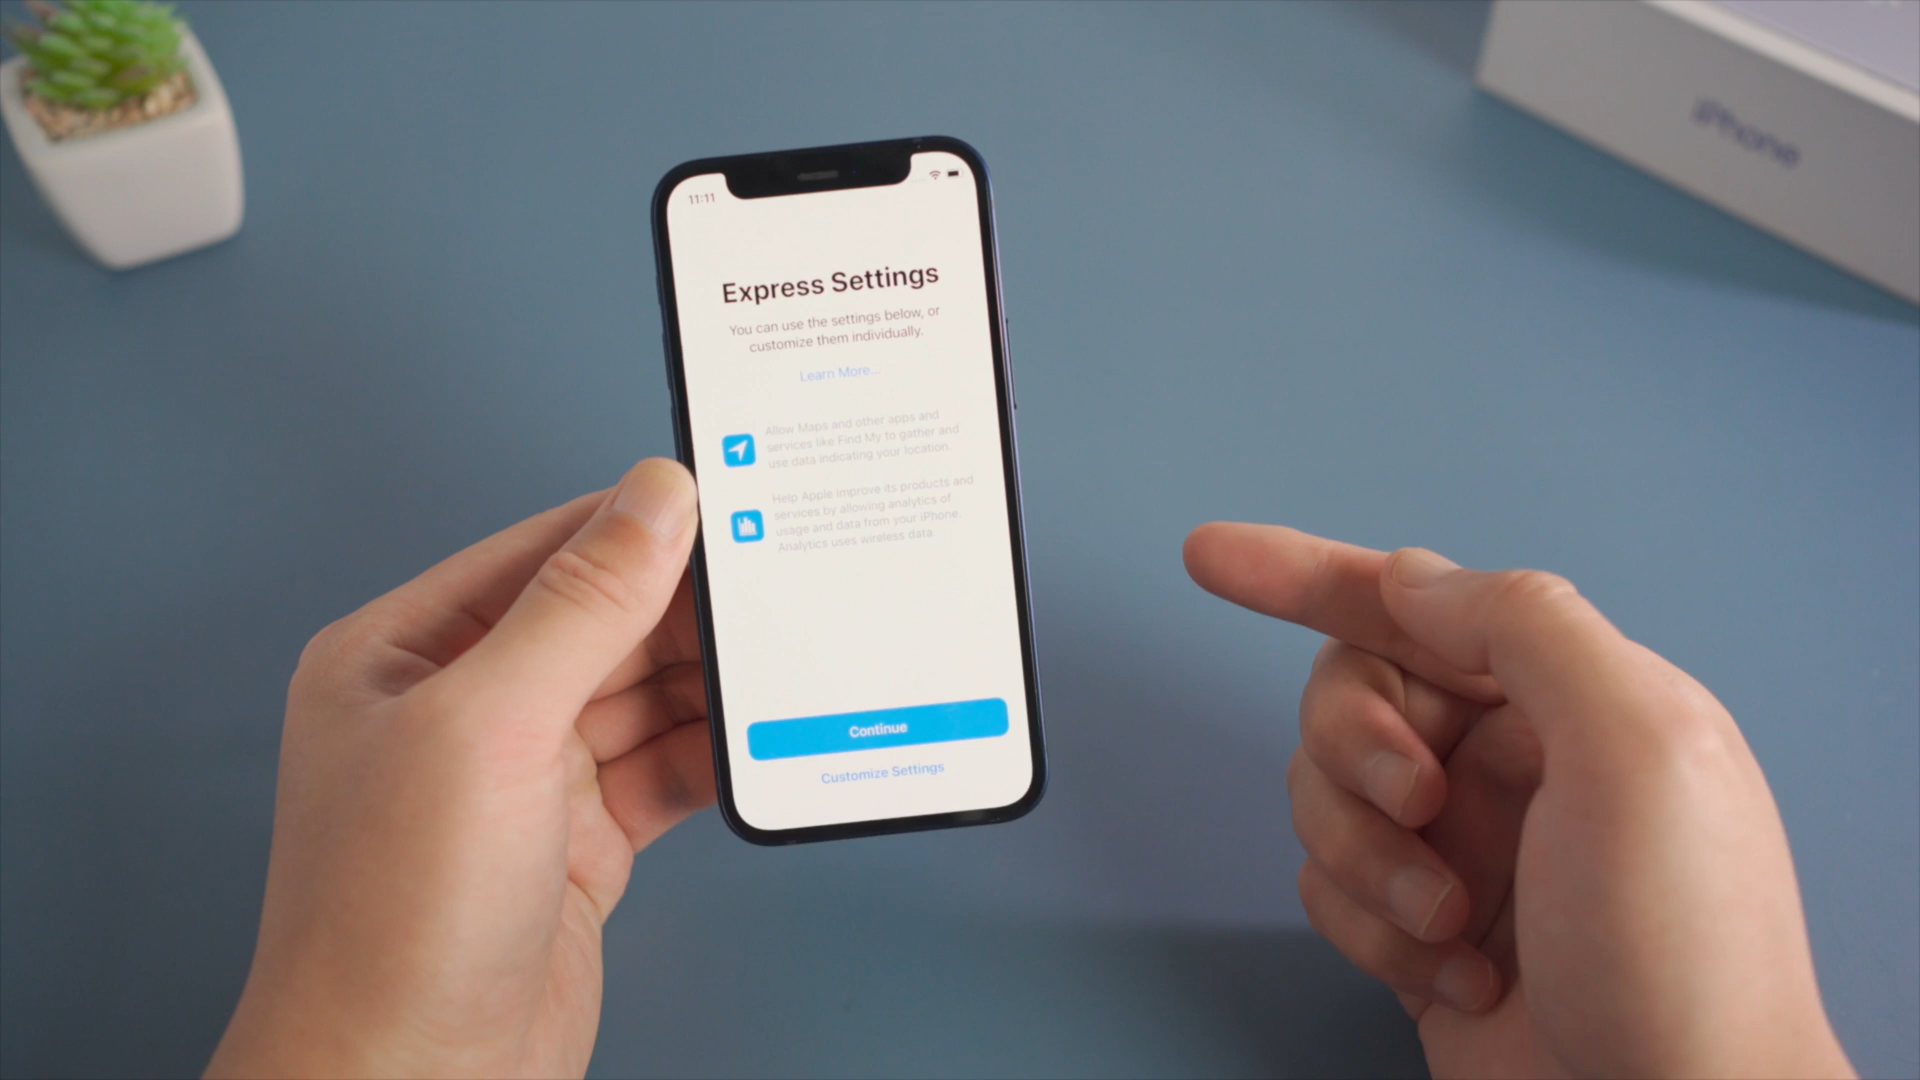 iPhone
11:11
Express Settings
You can use the settings below, or
customize them individually.
Learn More...
Allow Maps and other apps and
services like Find My to gather and
use data indicating your location.
Help Apple improve its products and
services by allowing analytics of
usage and data from your iPhone.
Analytics uses wireless data.
Continue
Customize Settings